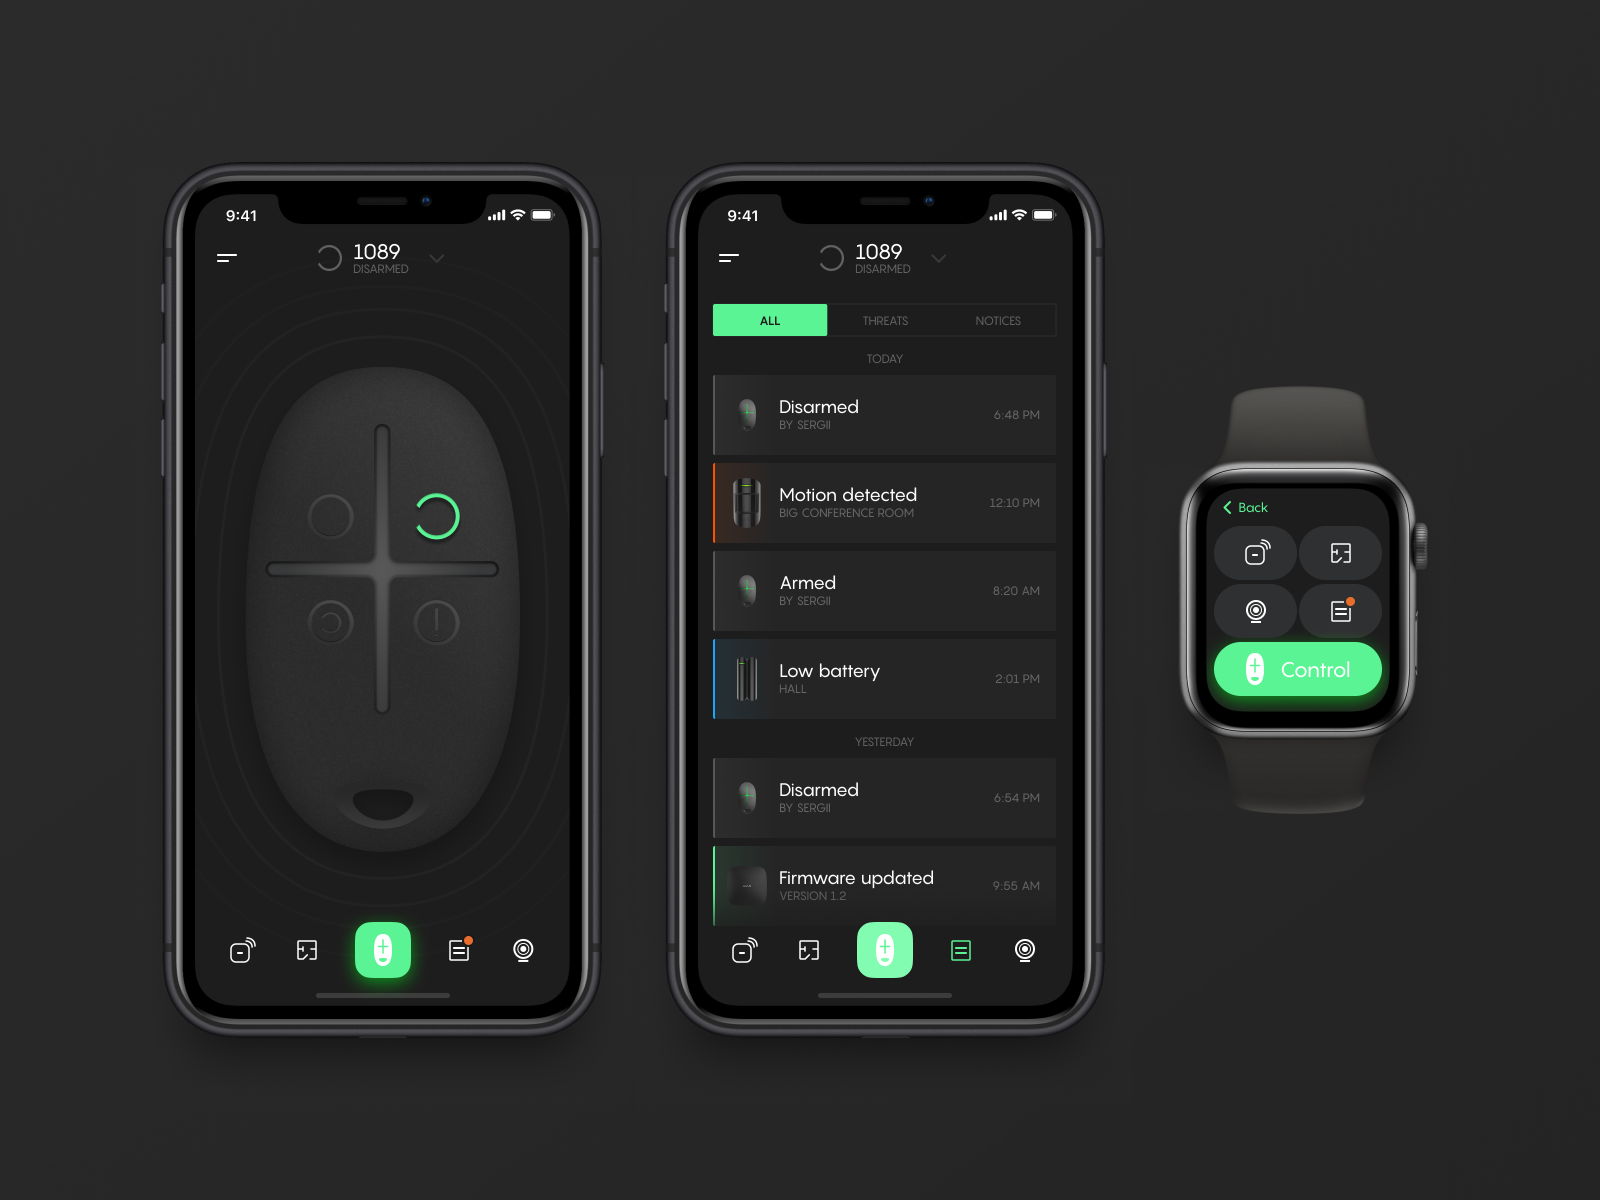 9:41
1089
DISARMED
9:41
1089
DISARMED
ALL
THREATS
NOTICES
TODAY
Disarmed
BY SERGII
6:48 PM
Motion detected
BIG CONFERENCE ROOM
12:10 PM
Armed
BY SERGII
8:20 AM
Low battery
HALL
2:01 PM
YESTERDAY
Disarmed
BY SERGII
6:54 PM
Firmware updated
VERSION 1.2
9:55 AM
Back
Control